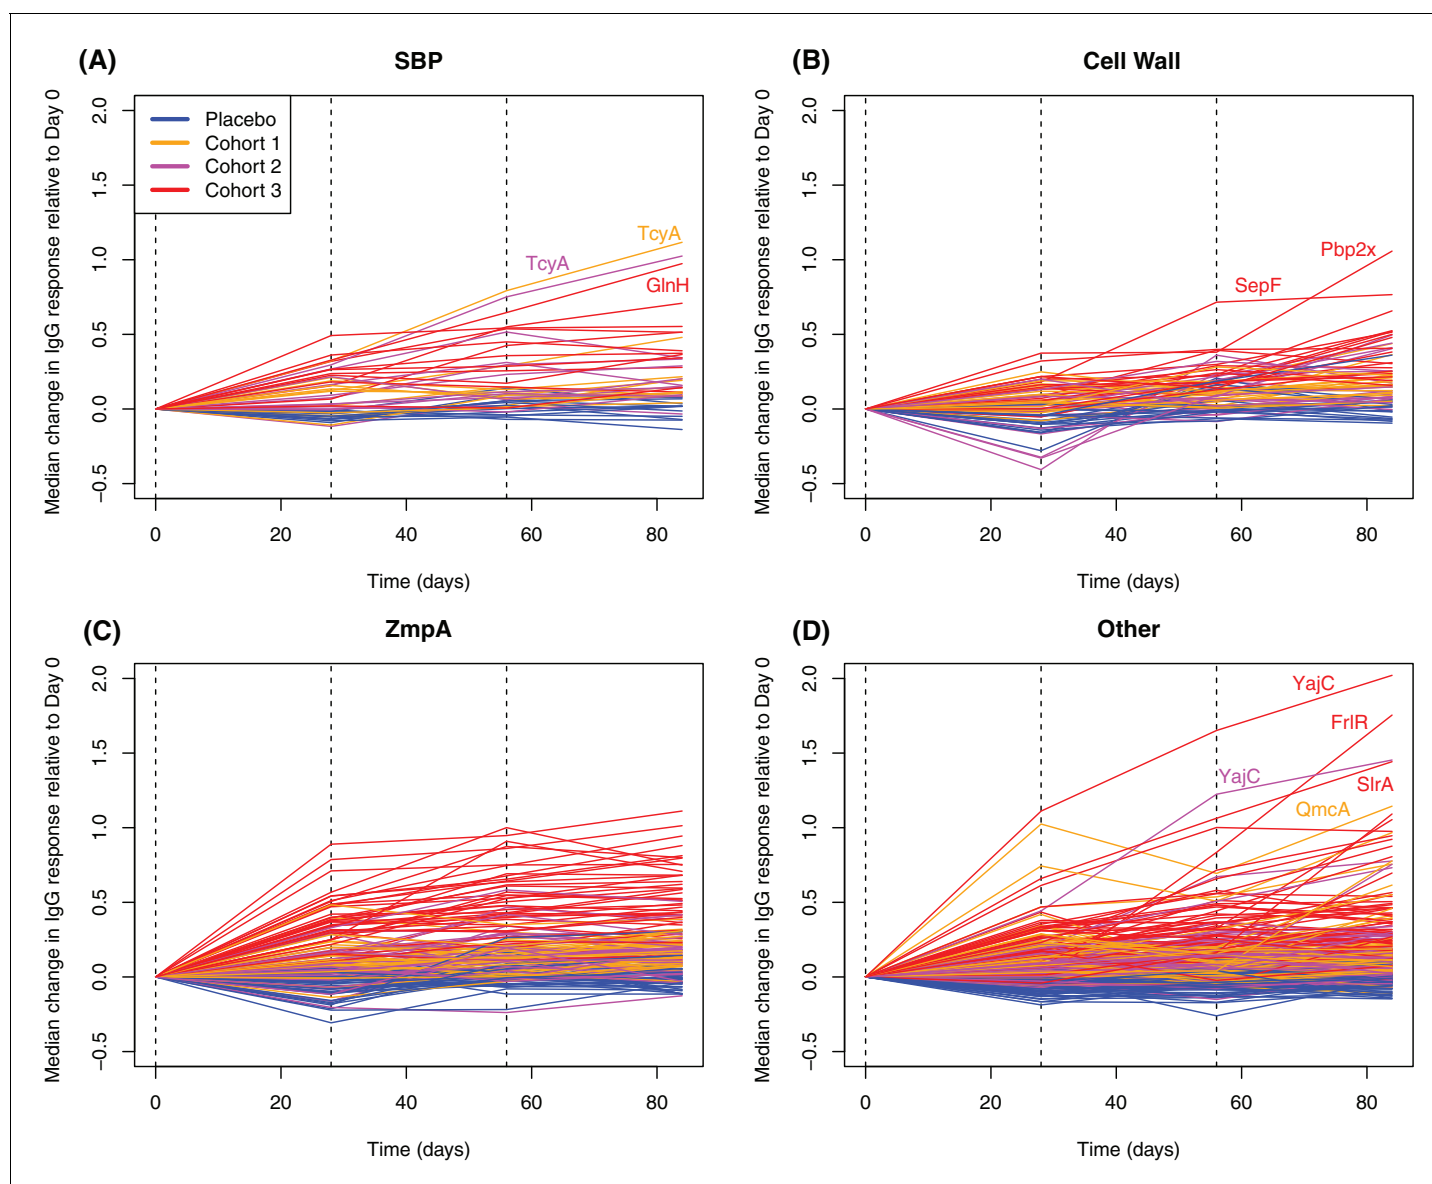 (A)
SBP
Median change in IgG response relative to Day 0
2.0
1.5
1.0
0.5
0.0
−0.5
Placebo
Cohort 1
Cohort 2
Cohort 3
TcyA
TcyA
GlnH
0 20 40 60 80
Time (days)
(B)
Cell Wall
Median change in IgG response relative to Day 0
2.0
1.5
1.0
0.5
0.0
−0.5
Pbp2x
SepF
0 20 40 60 80
Time (days)
(C)
ZmpA
Median change in IgG response relative to Day 0
2.0
1.5
1.0
0.5
0.0
−0.5
0 20 40 60 80
Time (days)
(D)
Other
Median change in IgG response relative to Day 0
2.0
1.5
1.0
0.5
0.0
−0.5
YajC
FrlR
YajC
SlrA
QmcA
0 20 40 60 80
Time (days)